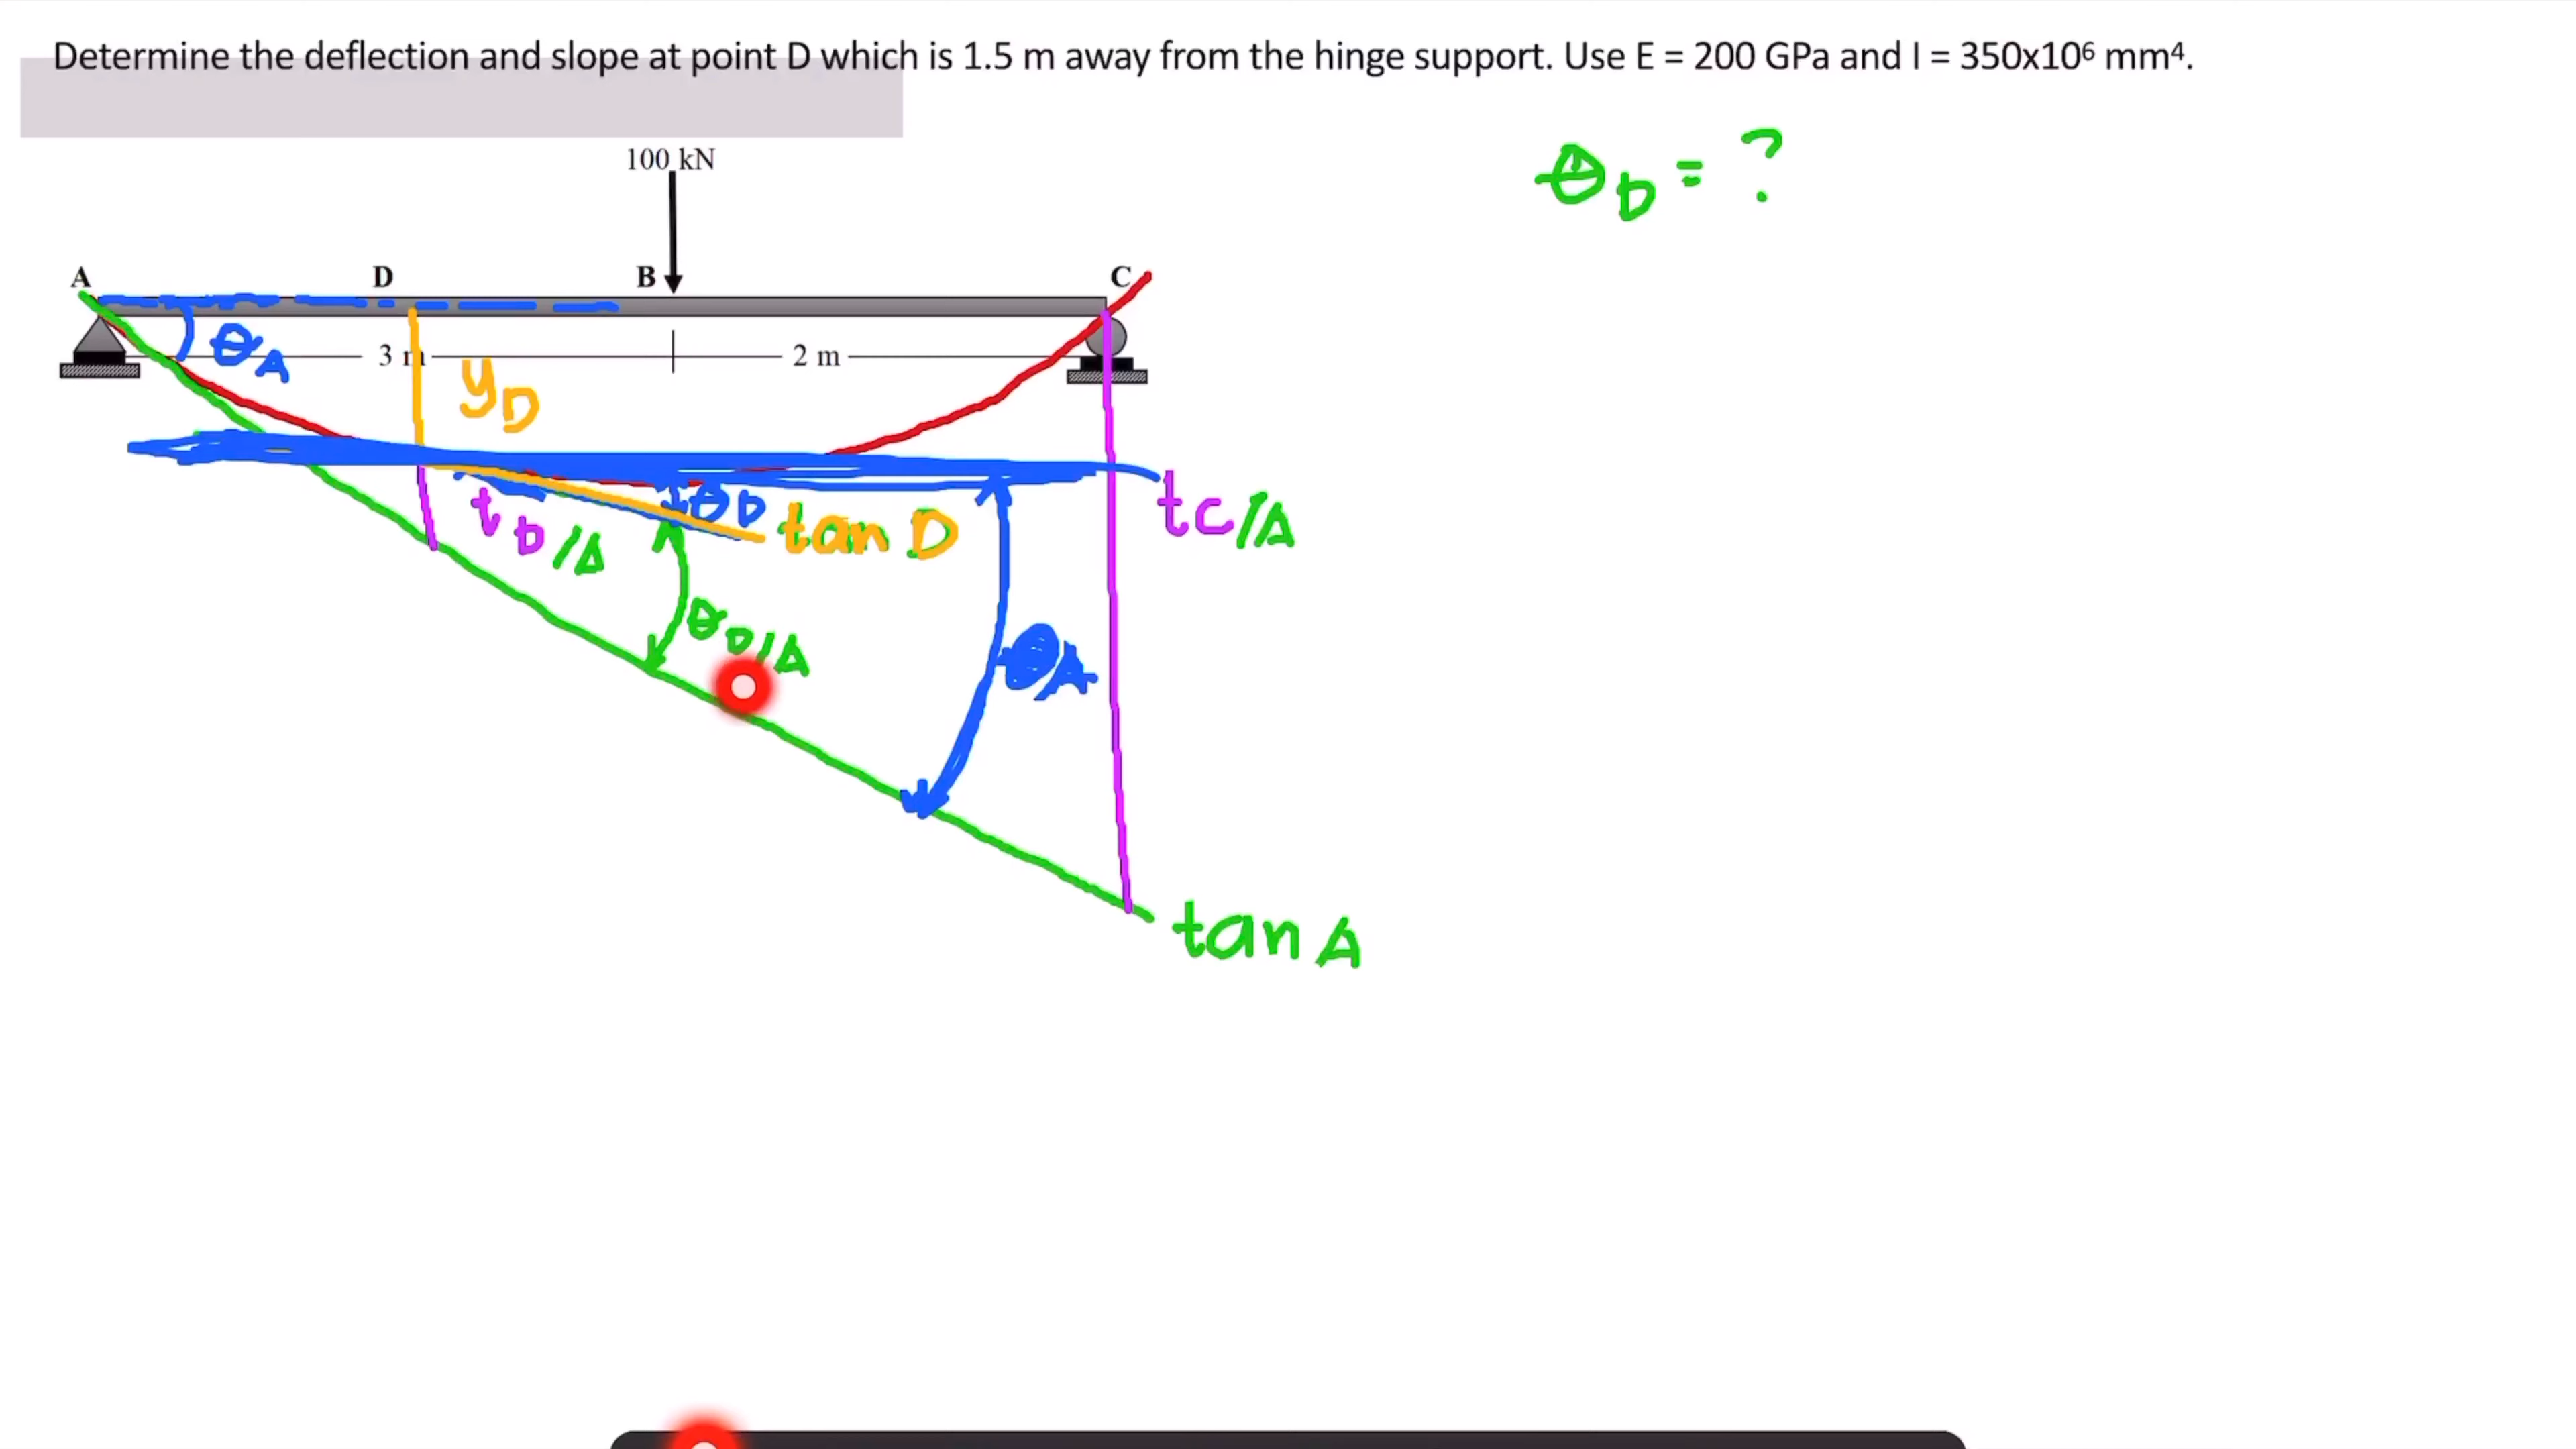 Determine the deflection and slope at point D which is 1.5 m away from the hinge support. Use E = 200 GPa and I = 350x10⁶ mm⁴.
θD = ?
100 kN
A D B C
θA 3 m 2 m
yD
tD/A θD tan D tC/A
θD/A θA
tan A